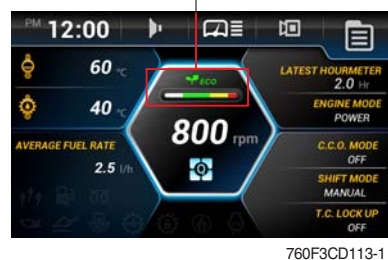 PM 12:00
60 °C
40 °C
AVERAGE FUEL RATE
2.5 l/h
ECO
800 rpm
LATEST HOURMETER
2.0 Hr
ENGINE MODE
POWER
C.C.O. MODE
OFF
SHIFT MODE
MANUAL
T.C. LOCK UP
OFF
760F3CD113-1